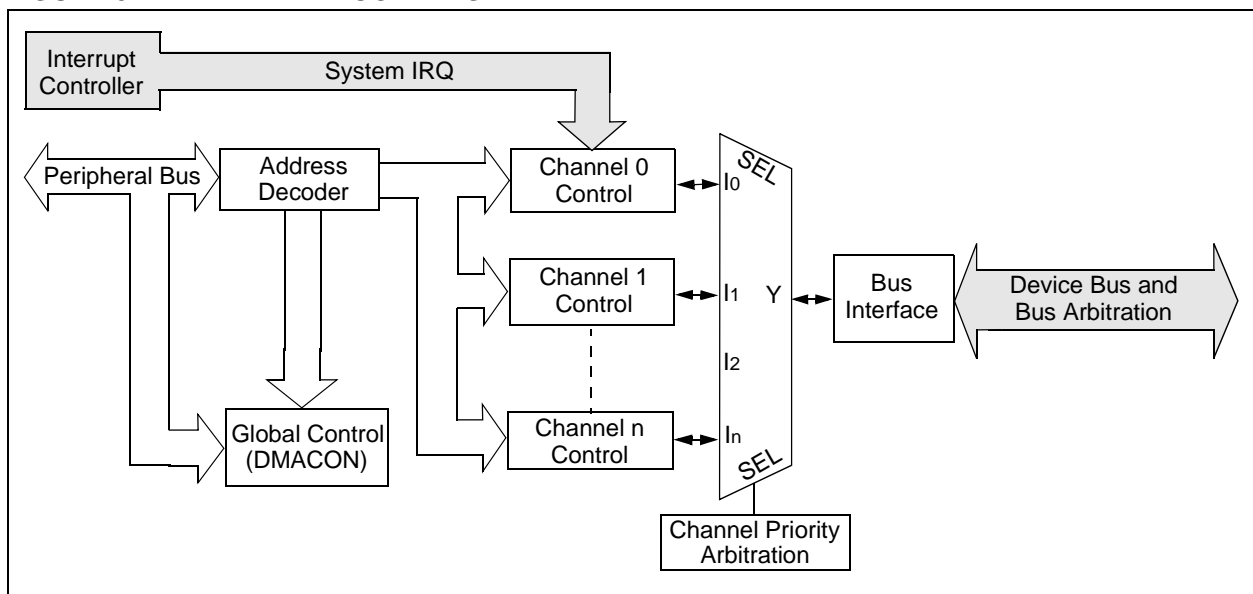 Interrupt
Controller
System IRQ
Peripheral Bus
Address
Decoder
Channel 0
Control
I0
SEL
Channel 1
Control
I1
Y
Bus
Interface
Device Bus and
Bus Arbitration
I2
Global Control
(DMACON)
Channel n
Control
In
SEL
Channel Priority
Arbitration